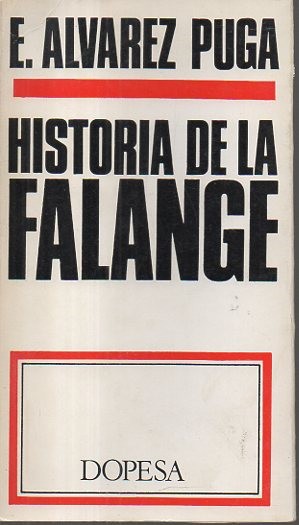 E. ALVAREZ PUGA
HISTORIA DE LA
FALANGE
DOPESA